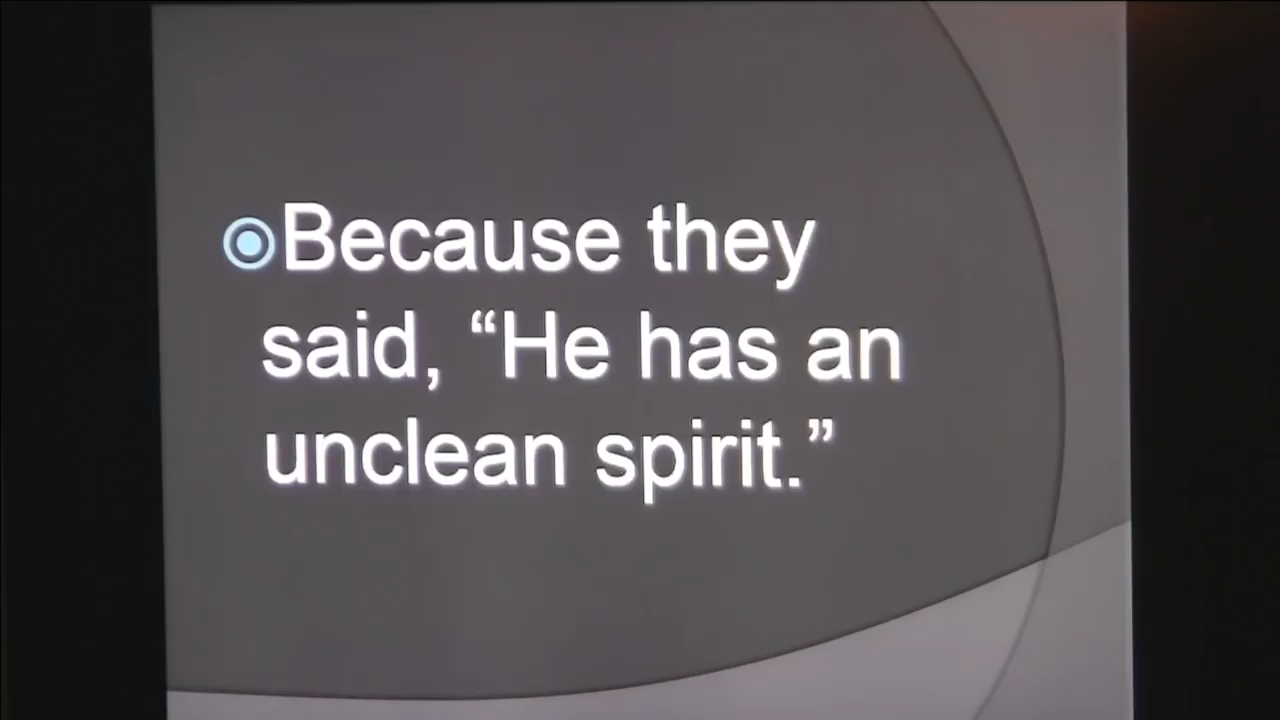 Because they
said, “He has an
unclean spirit.”